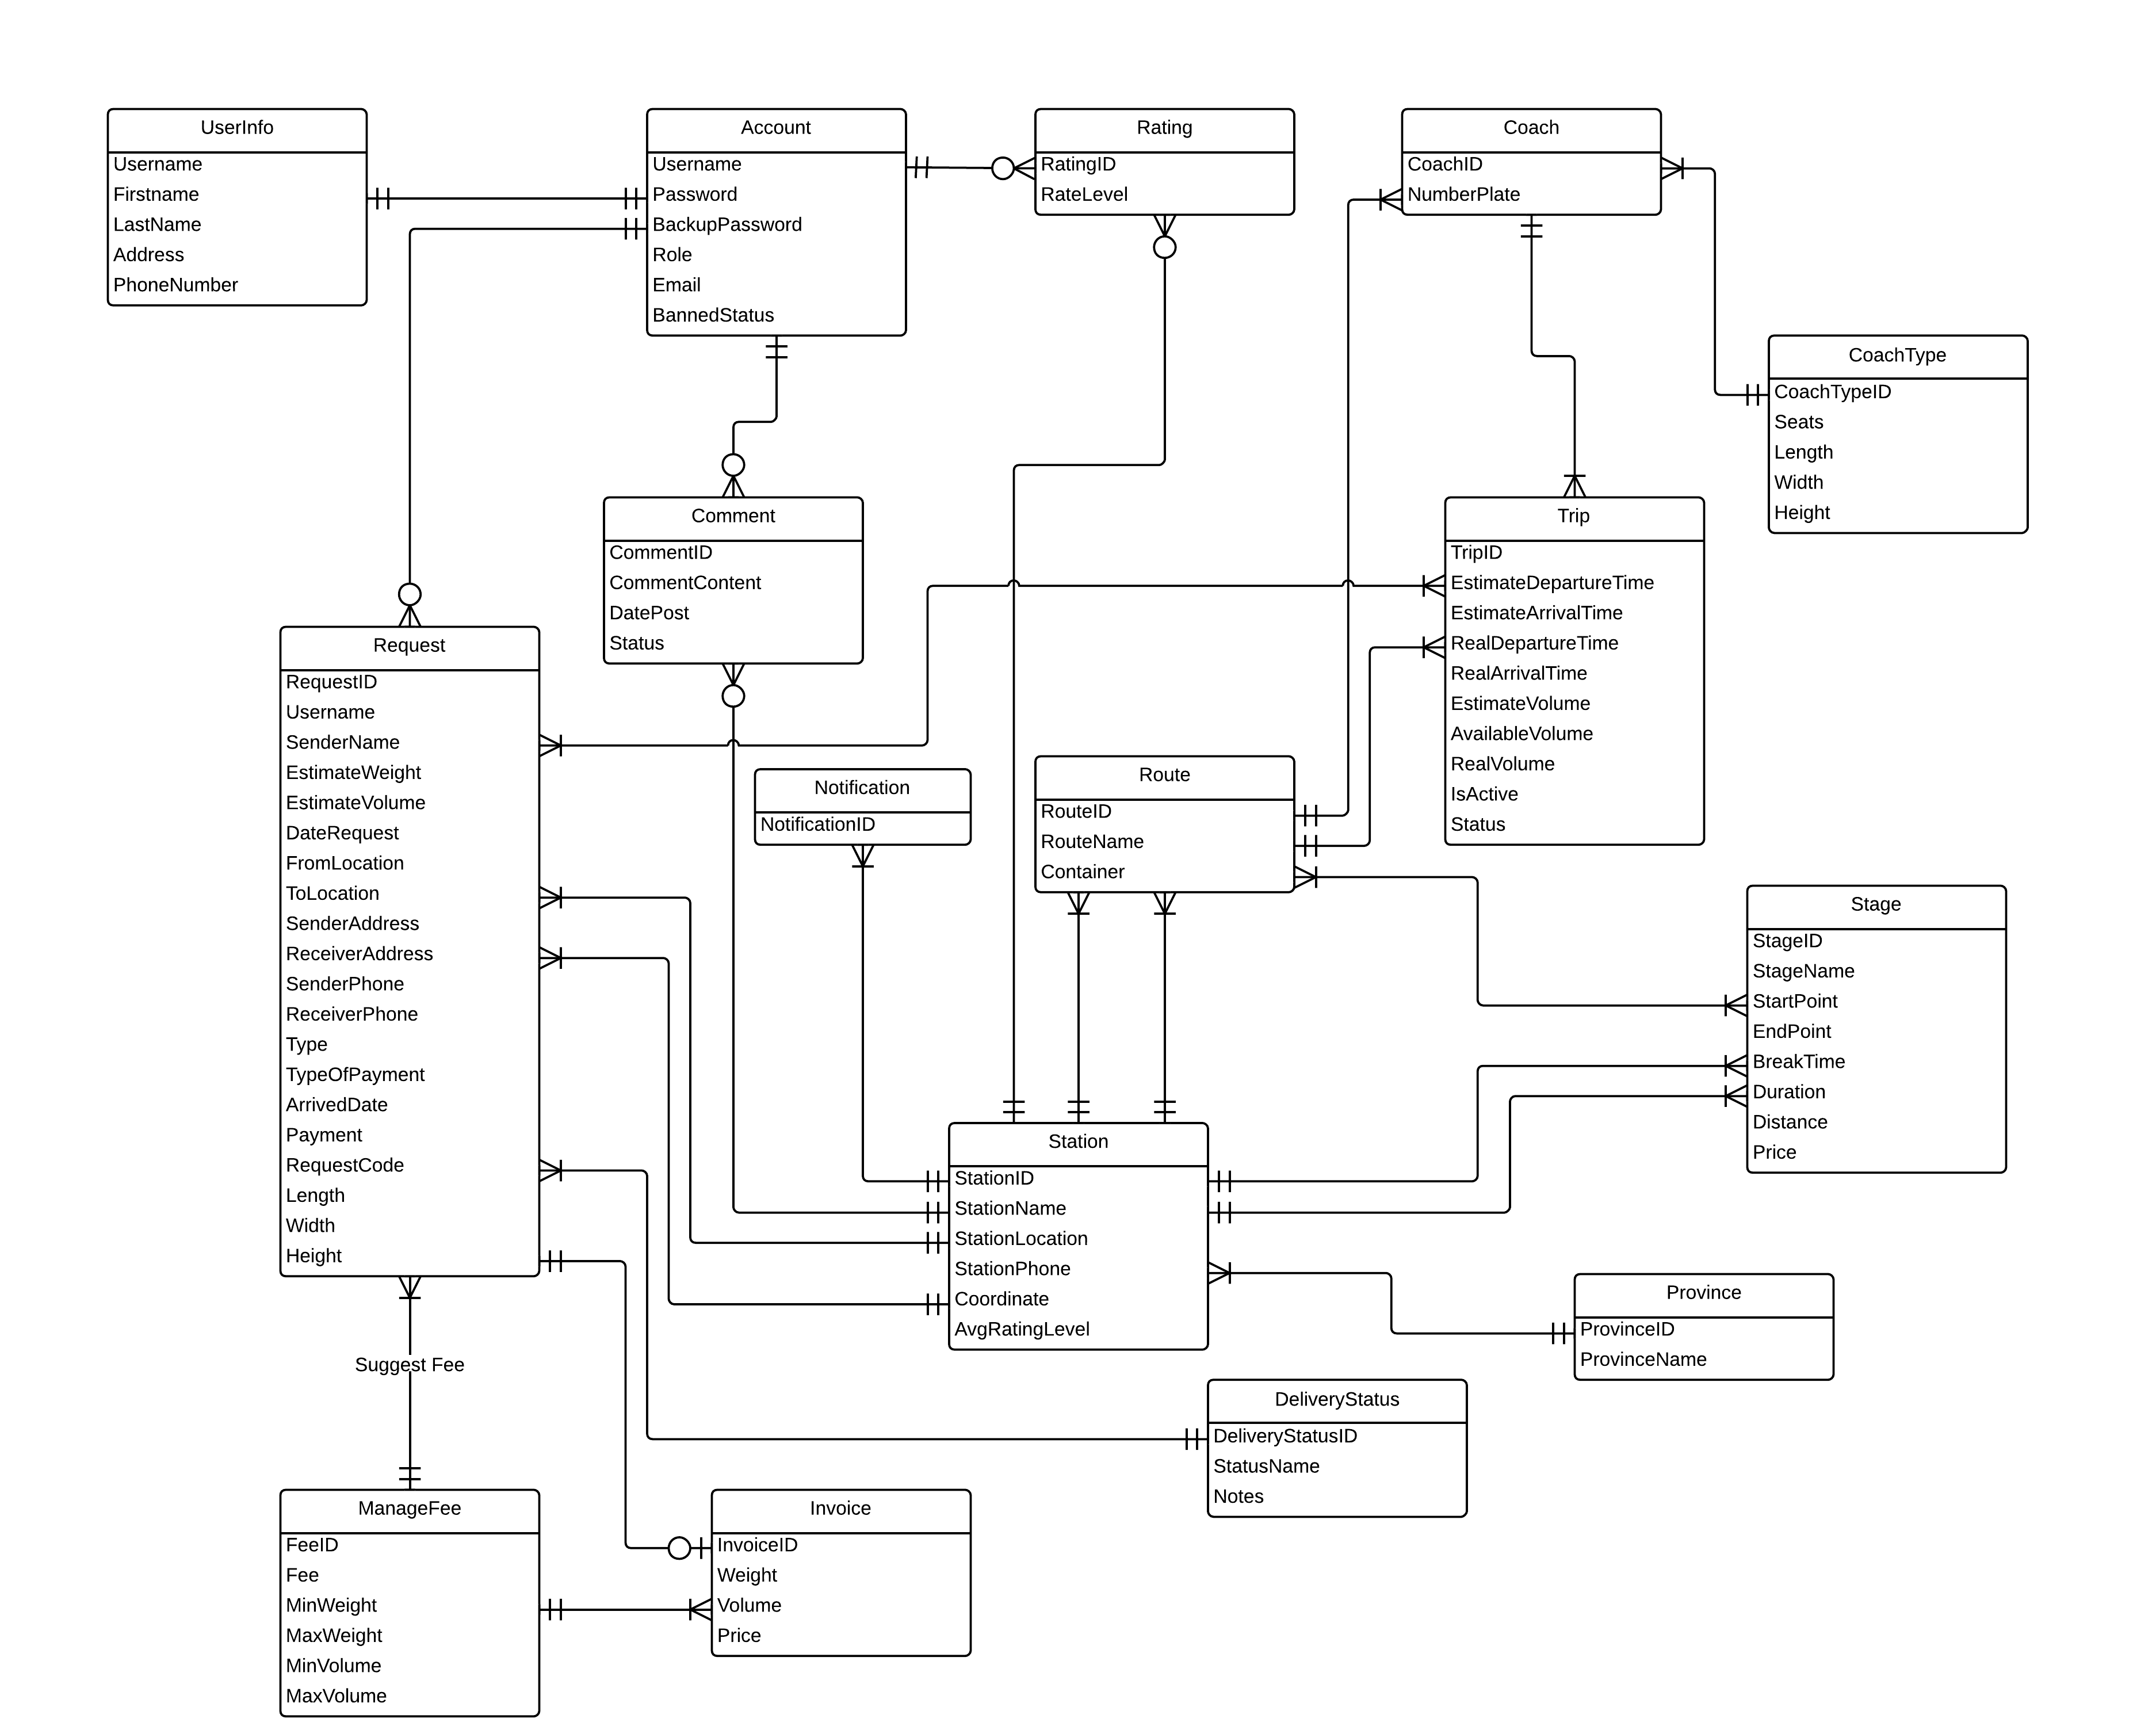 UserInfo
Username
Firstname
LastName
Address
PhoneNumber
Account
Username
Password
BackupPassword
Role
Email
BannedStatus
Rating
RatingID
RateLevel
Coach
CoachID
NumberPlate
CoachType
CoachTypeID
Seats
Length
Width
Height
Comment
CommentID
CommentContent
DatePost
Status
Trip
TripID
EstimateDepartureTime
EstimateArrivalTime
RealDepartureTime
RealArrivalTime
EstimateVolume
AvailableVolume
RealVolume
IsActive
Status
Request
RequestID
Username
SenderName
EstimateWeight
EstimateVolume
DateRequest
FromLocation
ToLocation
SenderAddress
ReceiverAddress
SenderPhone
ReceiverPhone
Type
TypeOfPayment
ArrivedDate
Payment
RequestCode
Length
Width
Height
Notification
NotificationID
Route
RouteID
RouteName
Container
Stage
StageID
StageName
StartPoint
EndPoint
BreakTime
Duration
Distance
Price
Station
StationID
StationName
StationLocation
StationPhone
Coordinate
AvgRatingLevel
Province
ProvinceID
ProvinceName
Suggest Fee
DeliveryStatus
DeliveryStatusID
StatusName
Notes
ManageFee
FeeID
Fee
MinWeight
MaxWeight
MinVolume
MaxVolume
Invoice
InvoiceID
Weight
Volume
Price